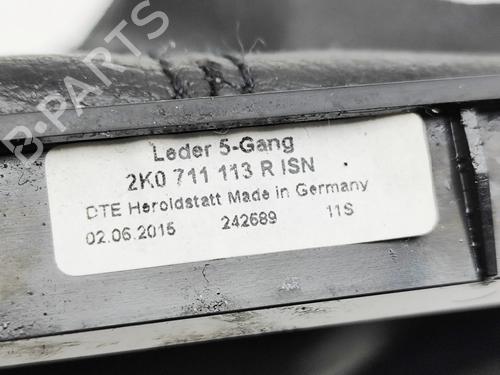 B-PARTS
Leder 5-Gang
2K0 711 113 R ISN
DTE Heroldstatt Made in Germany
02.06.2015 242689 11S